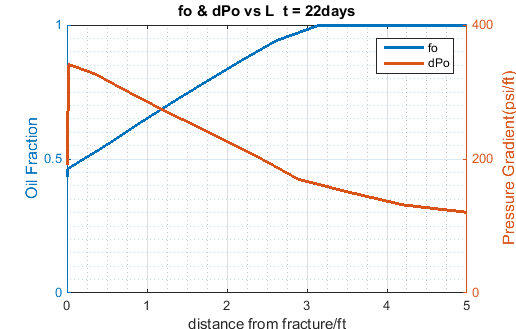 fo & dPo vs L  t = 22days
1
0.5
0
Oil Fraction
400
200
0
Pressure Gradient(psi/ft)
fo
dPo
0 1 2 3 4 5
distance from fracture/ft